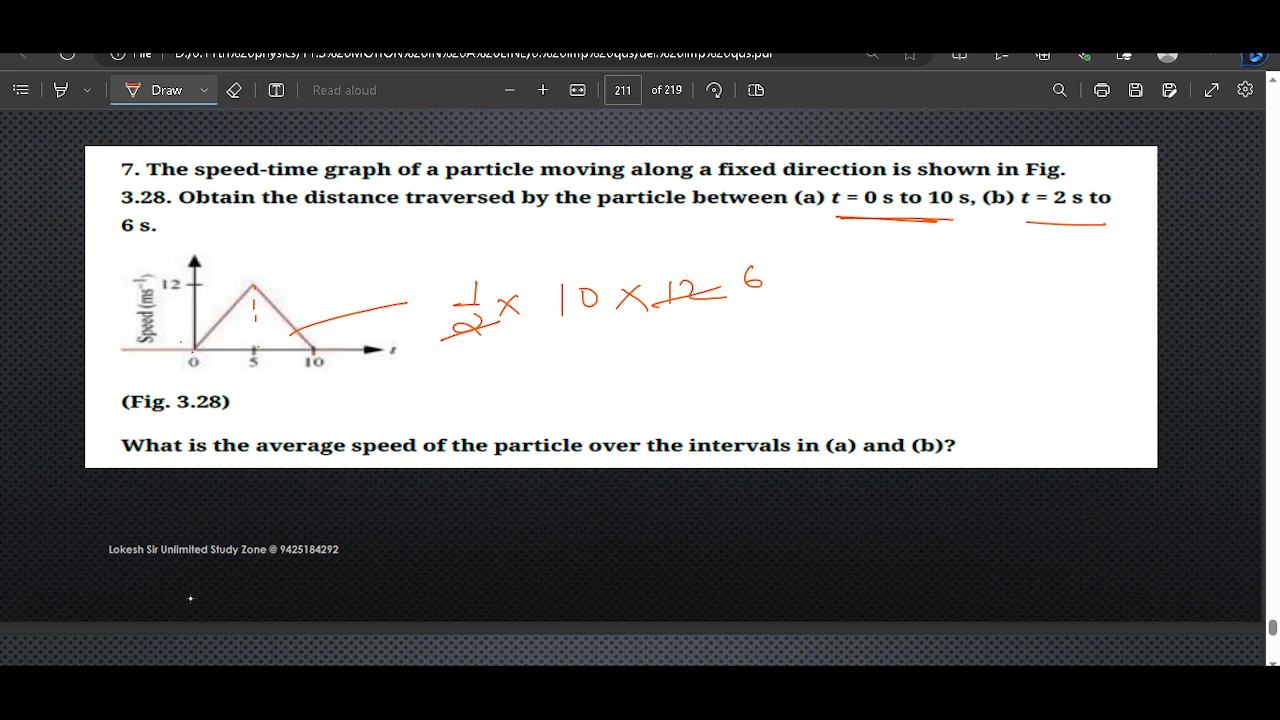 Draw
Read aloud
211 of 219
7. The speed-time graph of a particle moving along a fixed direction is shown in Fig.
3.28. Obtain the distance traversed by the particle between (a) t = 0 s to 10 s, (b) t = 2 s to
6 s.
Speed (ms⁻¹)
12
0 5 10 t
1/2 × 10 × 12 6
(Fig. 3.28)
What is the average speed of the particle over the intervals in (a) and (b)?
Lokesh Sir Unlimited Study Zone @ 9425184292